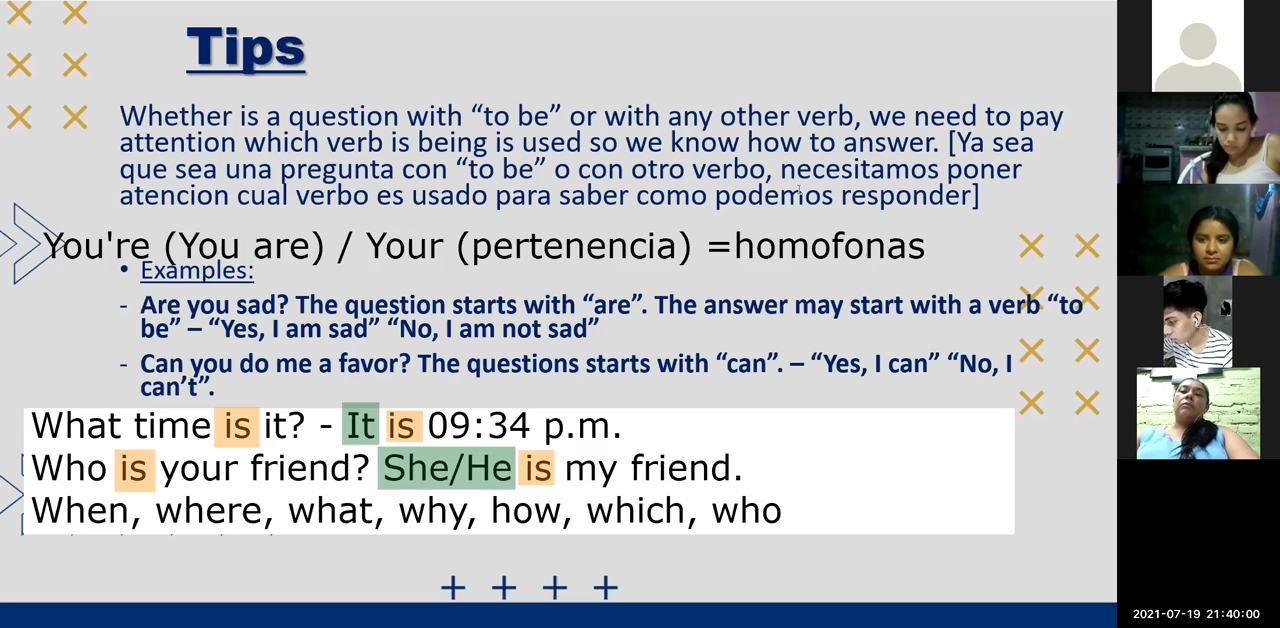 Tips
Whether is a question with “to be” or with any other verb, we need to pay
attention which verb is being is used so we know how to answer. [Ya sea
que sea una pregunta con “to be” o con otro verbo, necesitamos poner
atencion cual verbo es usado para saber como podemos responder]
You're (You are) / Your (pertenencia) =homofonas
• Examples:
- Are you sad? The question starts with “are”. The answer may start with a verb “to
be” – “Yes, I am sad” “No, I am not sad”
- Can you do me a favor? The questions starts with “can”. – “Yes, I can” “No, I
can’t”.
What time is it? - It is 09:34 p.m.
Who is your friend? She/He is my friend.
When, where, what, why, how, which, who
2021-07-19 21:40:00